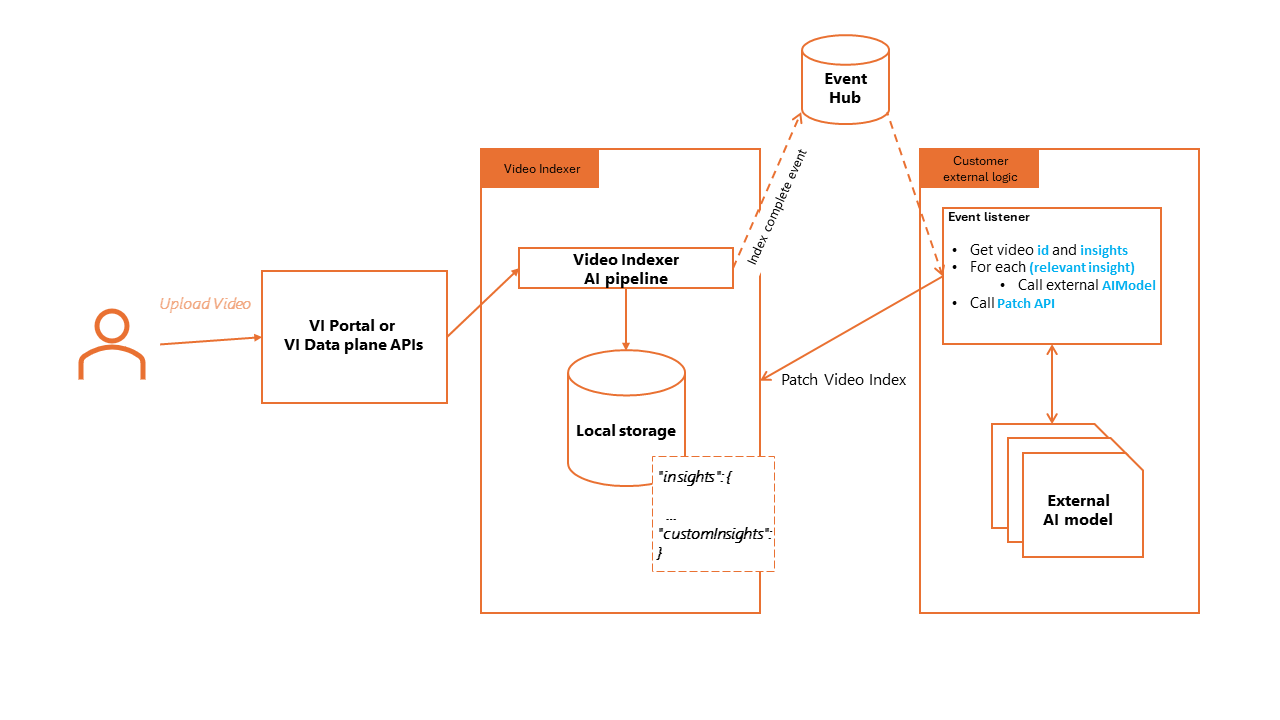 Event
Hub
Video Indexer
Customer
external logic
Index complete event
Event listener
• Get video id and insights
• For each (relevant insight)
• Call external AIModel
• Call Patch API
Video Indexer
AI pipeline
Upload Video
VI Portal or
VI Data plane APIs
Patch Video Index
Local storage
"insights": {
...
"customInsights":
}
External
AI model